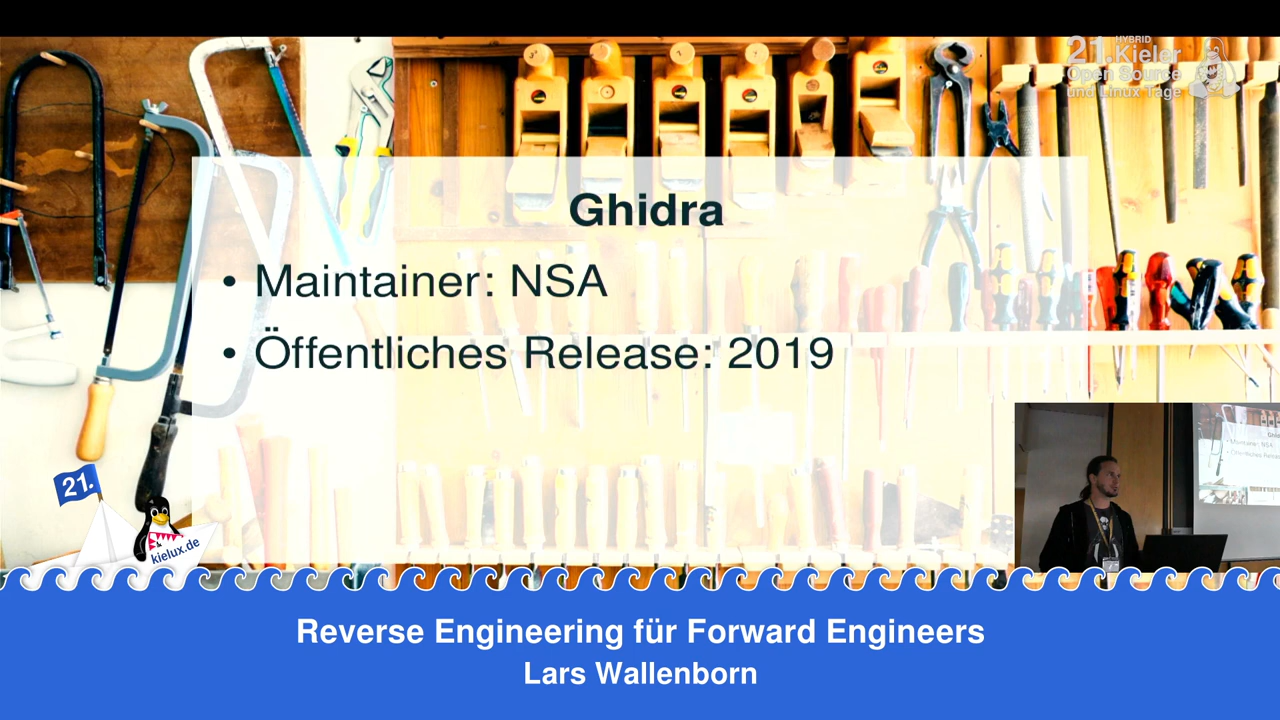 HYBRID
21. Kieler
Open Source
und Linux Tage
Ghidra
• Maintainer: NSA
• Öffentliches Release: 2019
21.
kielux.de
Reverse Engineering für Forward Engineers
Lars Wallenborn